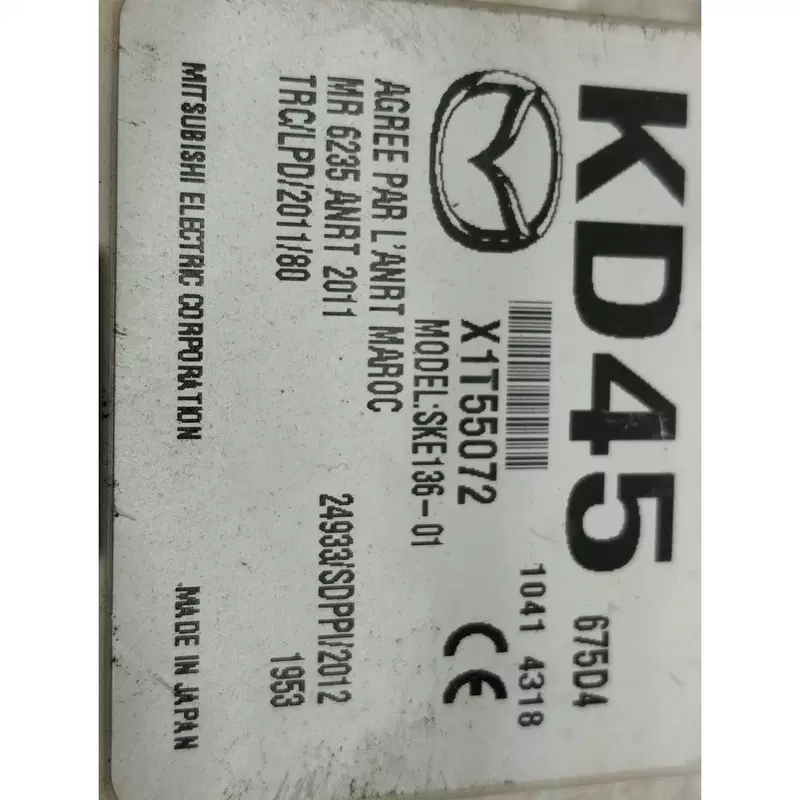 KD45 675D4
1041 4318
X1T55072
MODEL:SKE136-01
AGREE PAR L'ANRT MAROC
MR 6235 ANRT 2011
TRC/LPD/2011/80
24933/SDPPI/2012
1953
CE
MITSUBISHI ELECTRIC CORPORATION MADE IN JAPAN